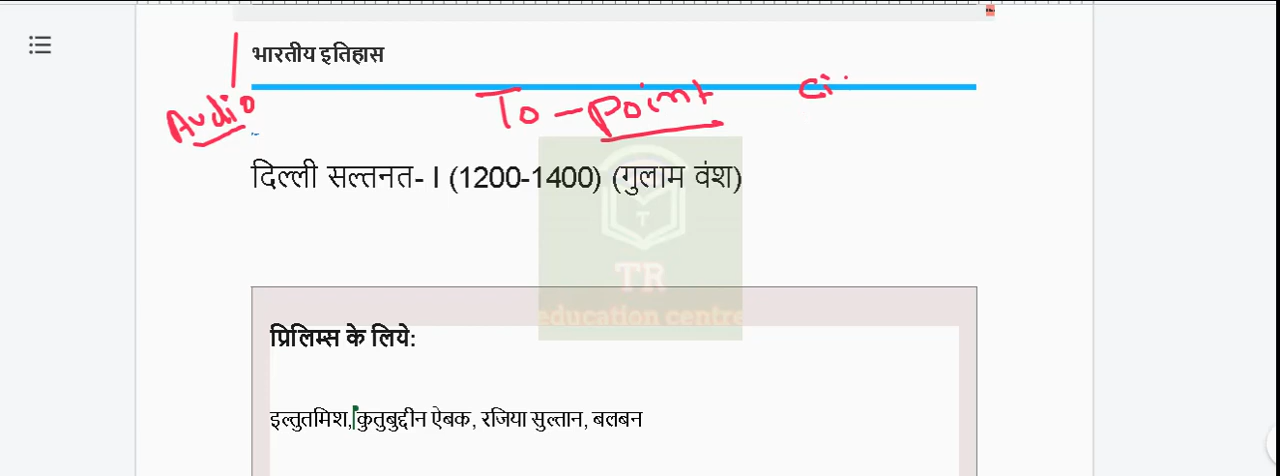 भारतीय इतिहास
Audio
To - Point
दिल्ली सल्तनत- I (1200-1400) (गुलाम वंश)
T
TR
education centre
प्रिलिम्स के लिये:
इल्तुतमिश, कुतुबुद्दीन ऐबक, रजिया सुल्तान, बलबन